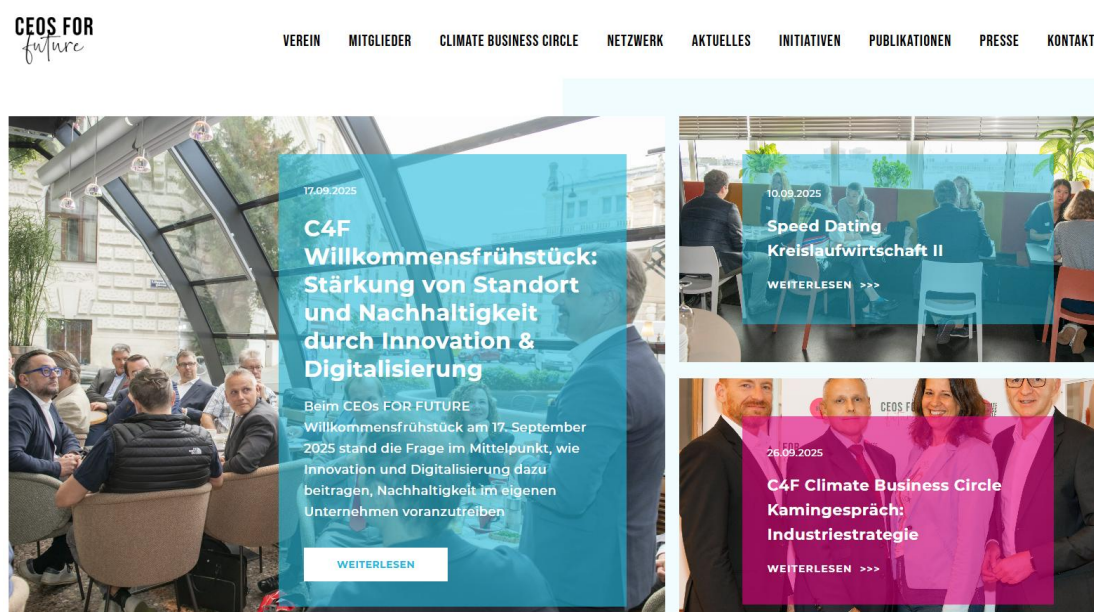 CEOS FOR
future
VEREIN
MITGLIEDER
CLIMATE BUSINESS CIRCLE
NETZWERK
AKTUELLES
INITIATIVEN
PUBLIKATIONEN
PRESSE
KONTAKT
17.09.2025
C4F
Willkommensfrühstück:
Stärkung von Standort
und Nachhaltigkeit
durch Innovation &
Digitalisierung
Beim CEOs FOR FUTURE
Willkommensfrühstück am 17. September
2025 stand die Frage im Mittelpunkt, wie
Innovation und Digitalisierung dazu
beitragen, Nachhaltigkeit im eigenen
Unternehmen voranzutreiben
WEITERLESEN
10.09.2025
Speed Dating
Kreislaufwirtschaft II
WEITERLESEN >>>
CEOS FO
FOR
26.09.2025
C4F Climate Business Circle
Kamingespräch:
Industriestrategie
WEITERLESEN >>>